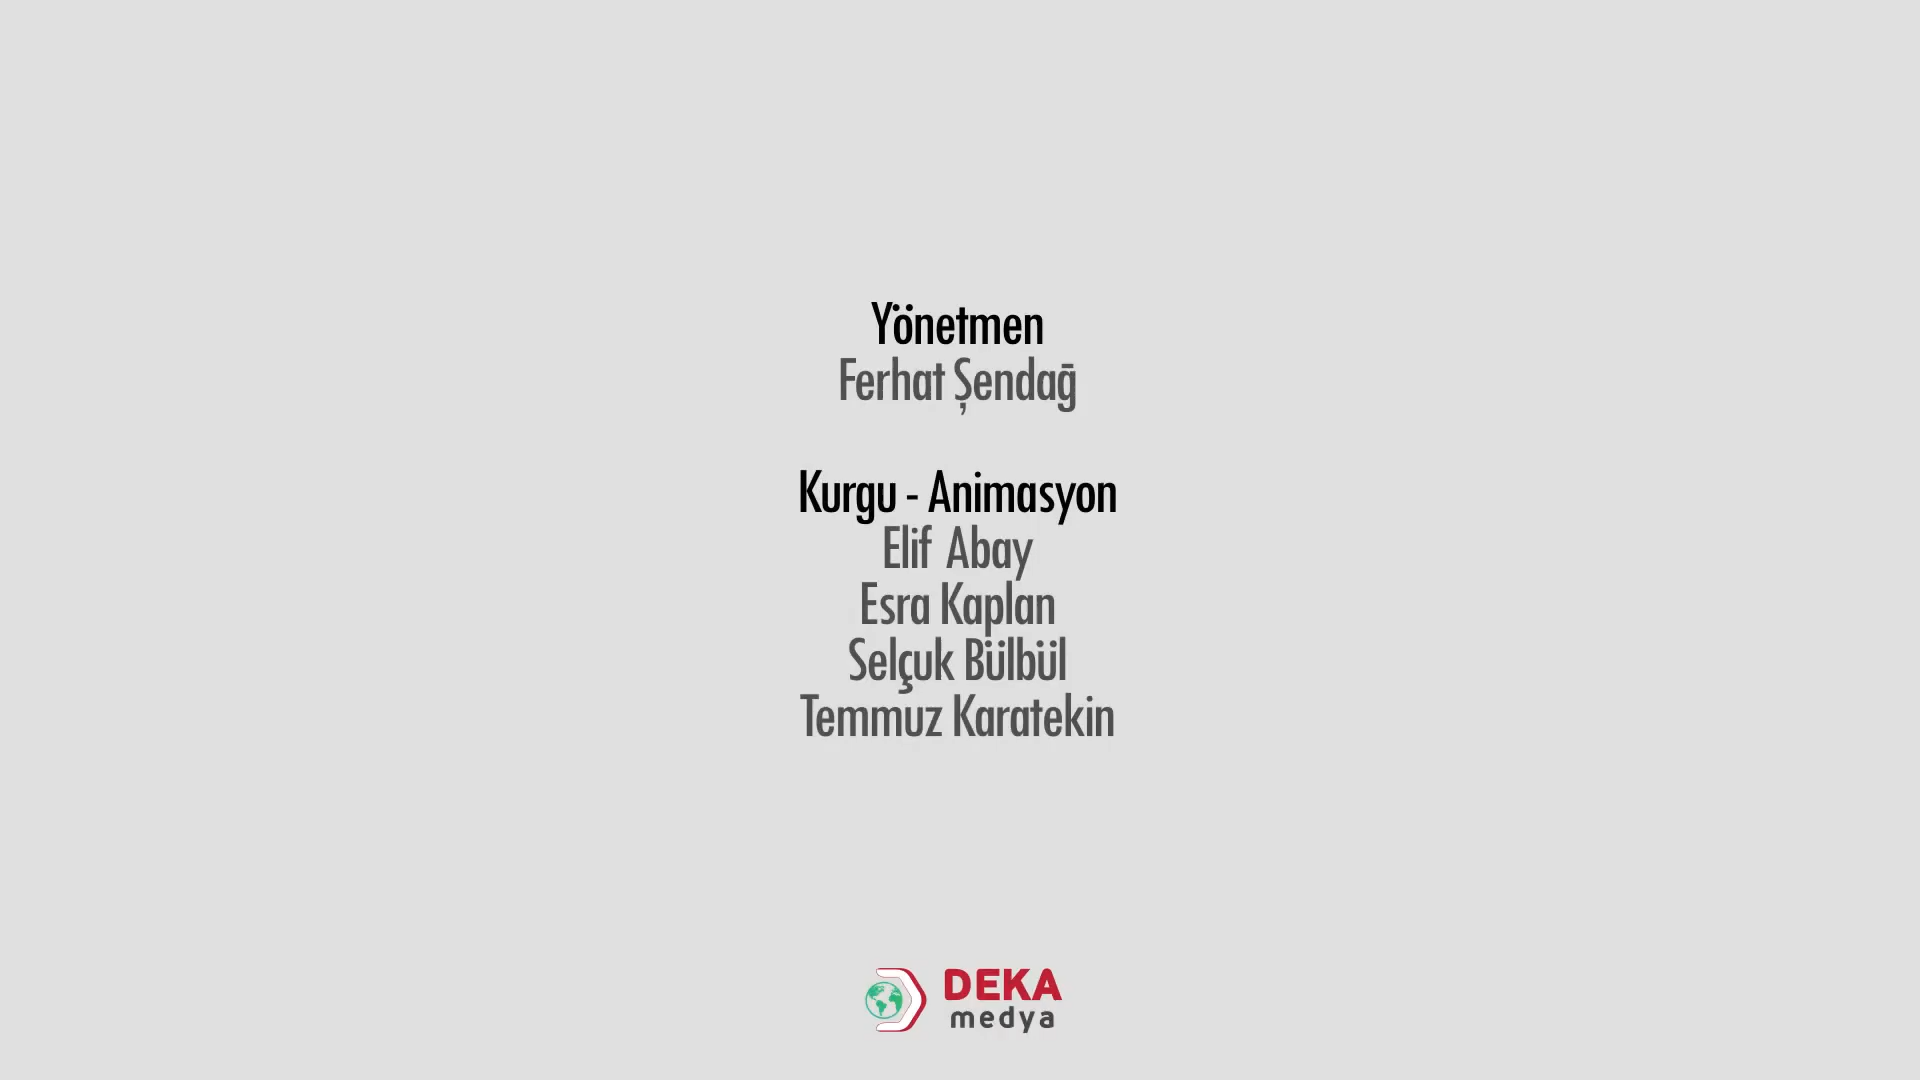 Yönetmen
Ferhat Şendağ
Kurgu - Animasyon
Elif Abay
Esra Kaplan
Selçuk Bülbül
Temmuz Karatekin
DEKA
medya